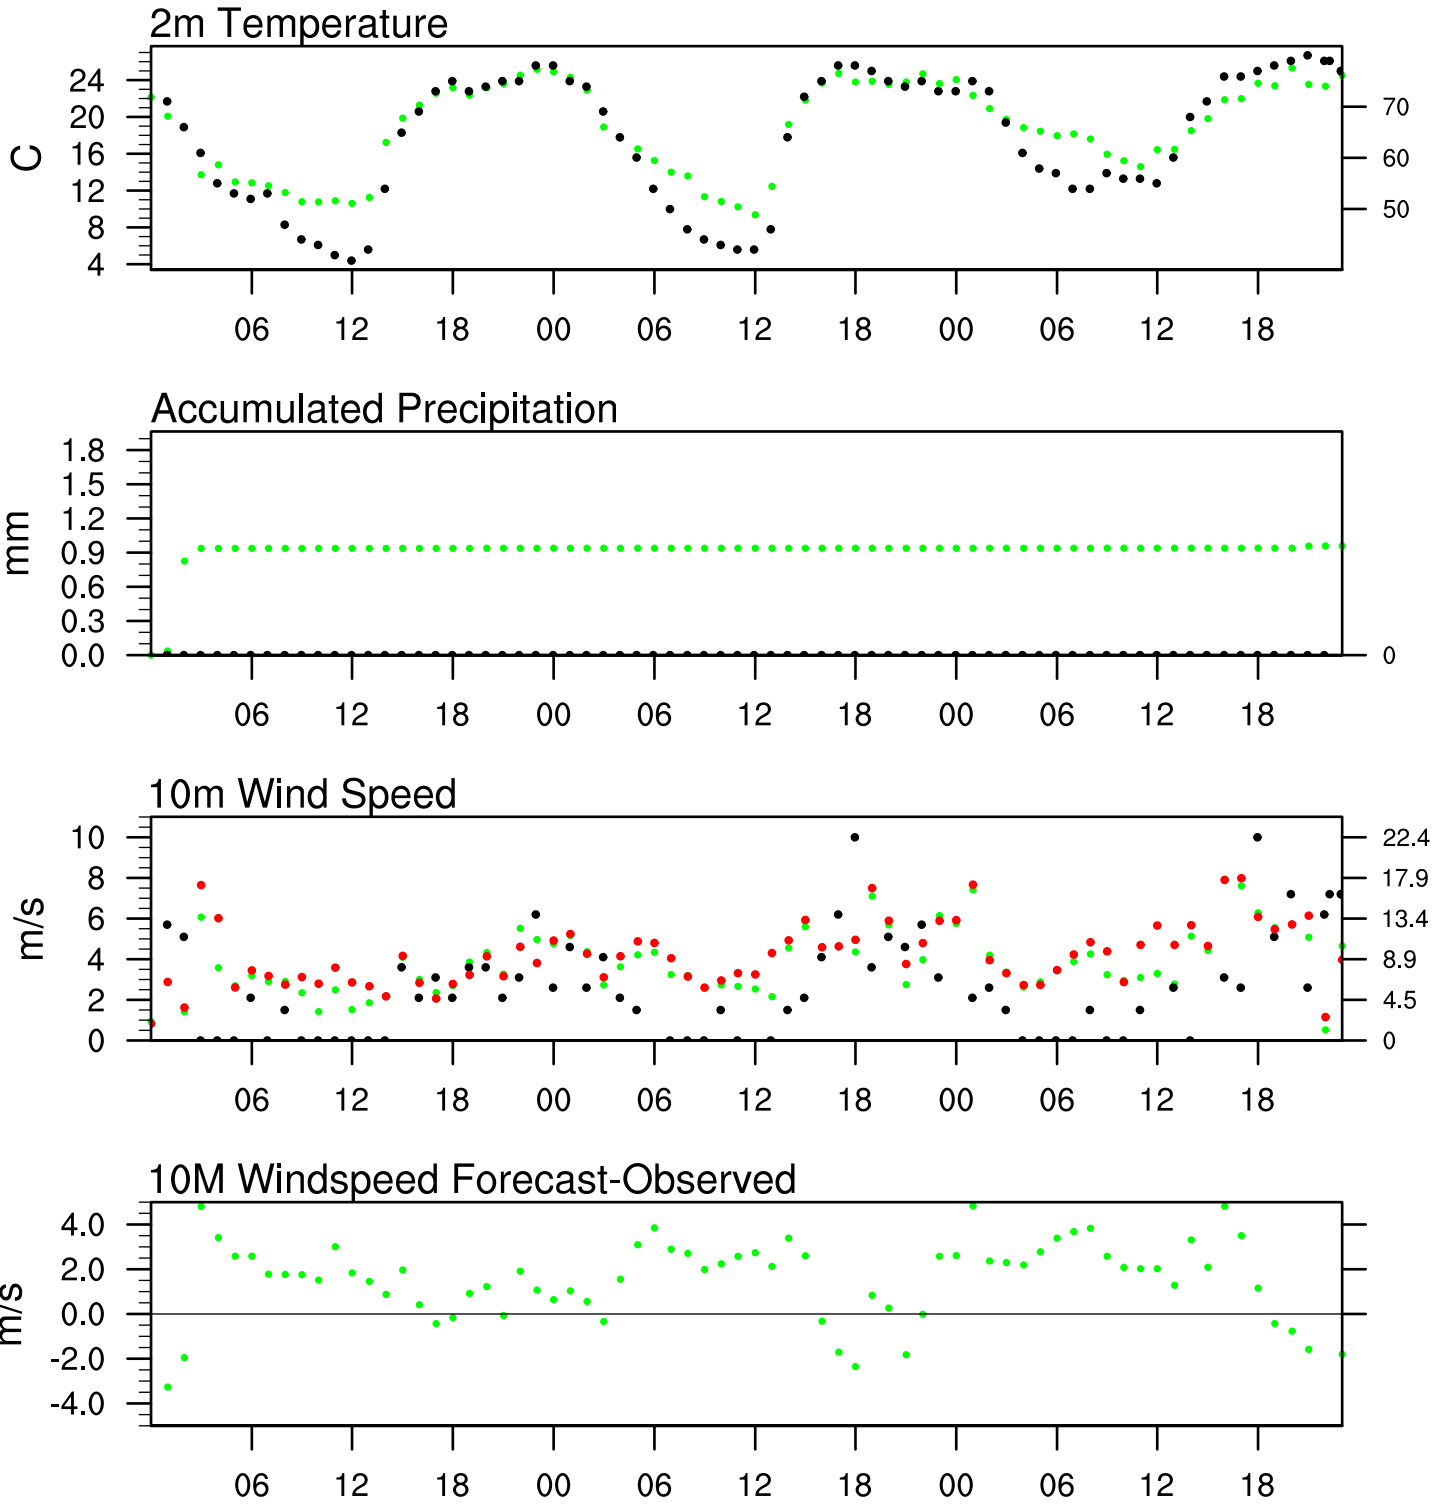 2m Temperature
24
20
16
12
8
4
C
70
60
50
06 12 18 00 06 12 18 00 06 12 18
Accumulated Precipitation
1.8
1.5
1.2
0.9
0.6
0.3
0.0
mm
0
06 12 18 00 06 12 18 00 06 12 18
10m Wind Speed
10
8
6
4
2
0
m/s
22.4
17.9
13.4
8.9
4.5
0
06 12 18 00 06 12 18 00 06 12 18
10M Windspeed Forecast-Observed
4.0
2.0
0.0
-2.0
-4.0
m/s
06 12 18 00 06 12 18 00 06 12 18